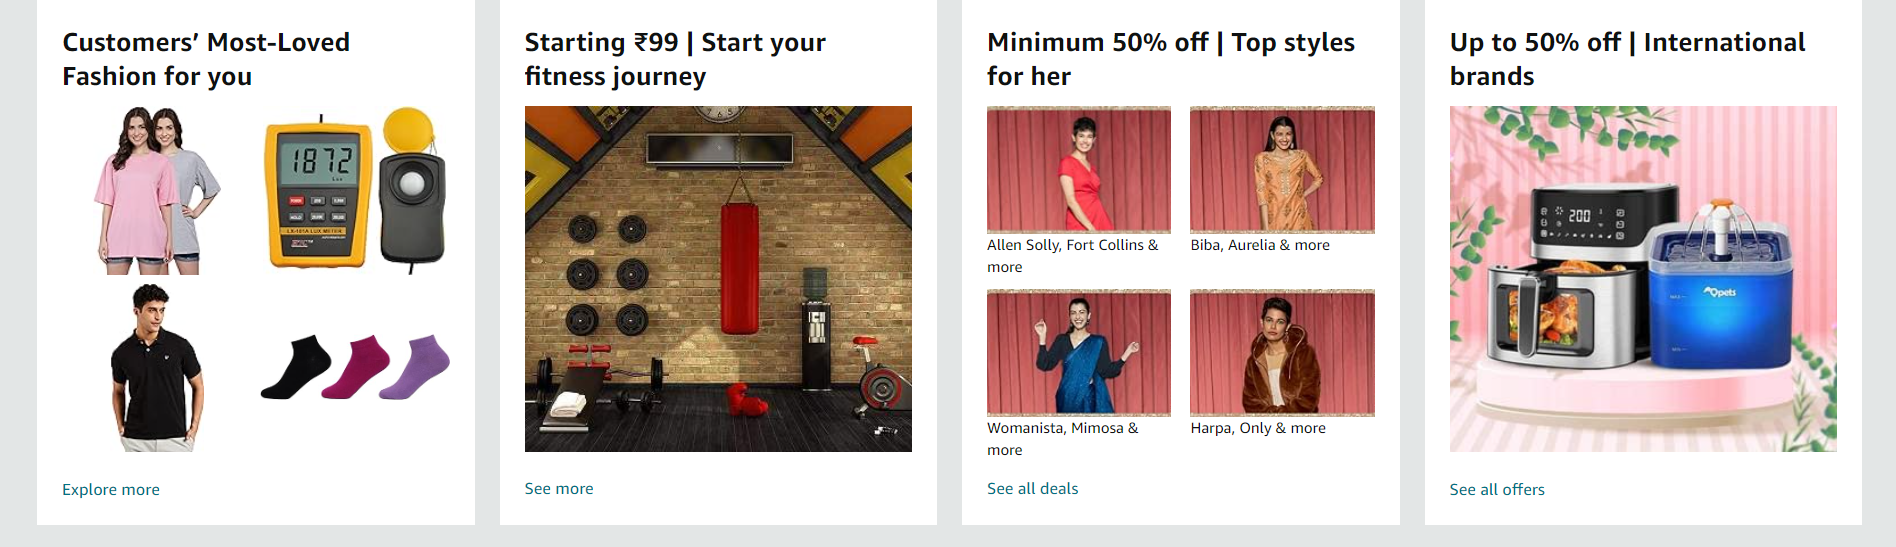 Customers’ Most-Loved
Fashion for you
1872
LX-101A LUX METER
Explore more
Starting ₹99 | Start your
fitness journey
See more
Minimum 50% off | Top styles
for her
Allen Solly, Fort Collins &
more
Biba, Aurelia & more
Womanista, Mimosa &
more
Harpa, Only & more
See all deals
Up to 50% off | International
brands
200
Opets
See all offers